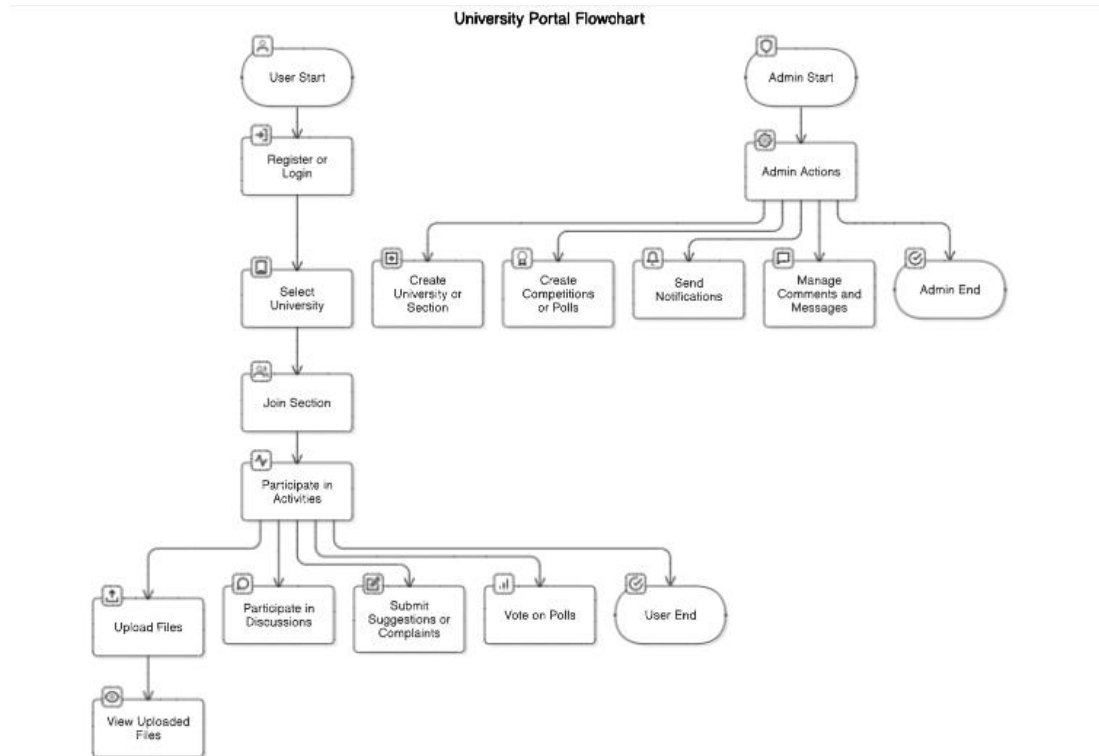 University Portal Flowchart
User Start
Admin Start
Register or
Login
Admin Actions
Select
University
Create
University or
Section
Create
Competitions
or Polls
Send
Notifications
Manage
Comments and
Messages
Admin End
Join Section
Participate in
Activities
Upload Files
Participate in
Discussions
Submit
Suggestions or
Complaints
Vote on Polls
User End
View Uploaded
Files